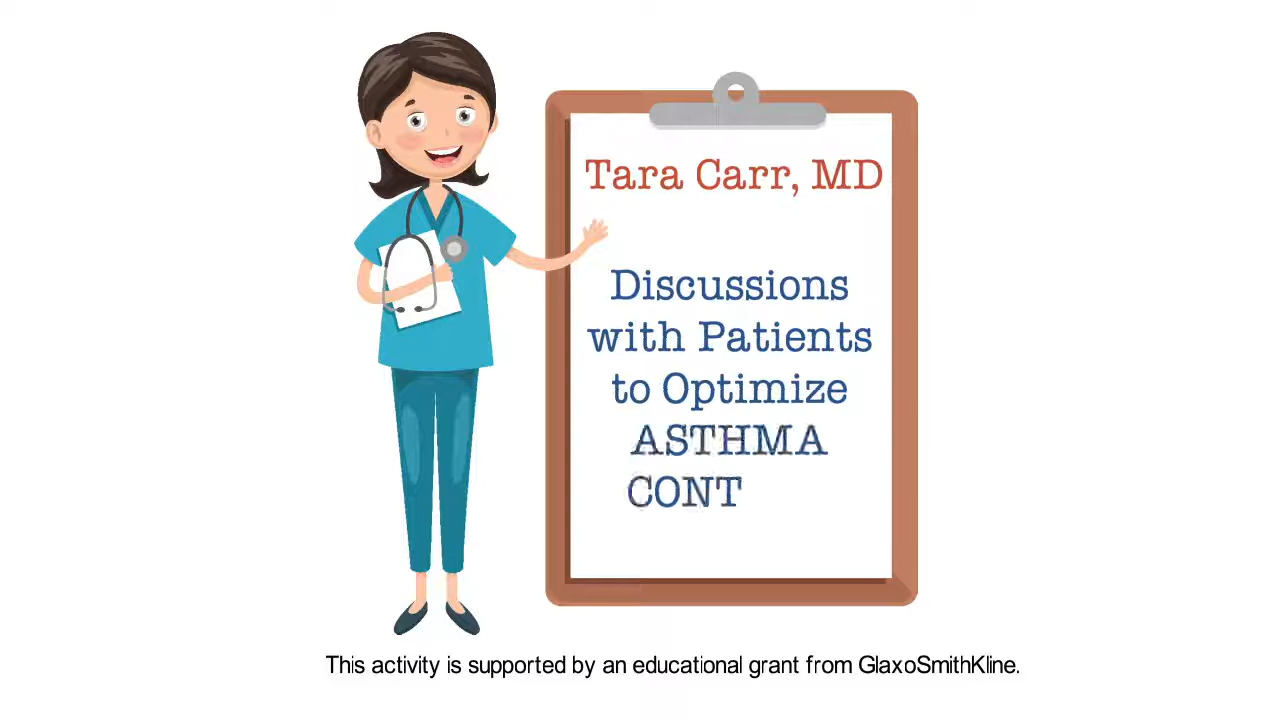 Tara Carr, MD
Discussions
with Patients
to Optimize
ASTHMA
CONT
This activity is supported by an educational grant from GlaxoSmithKline.